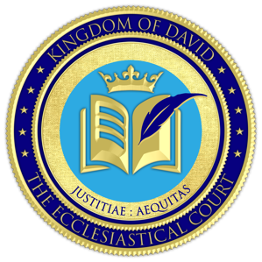 KINGDOM OF DAVID
JUSTITIAE : AEQUITAS
THE ECCLESIASTICAL COURT